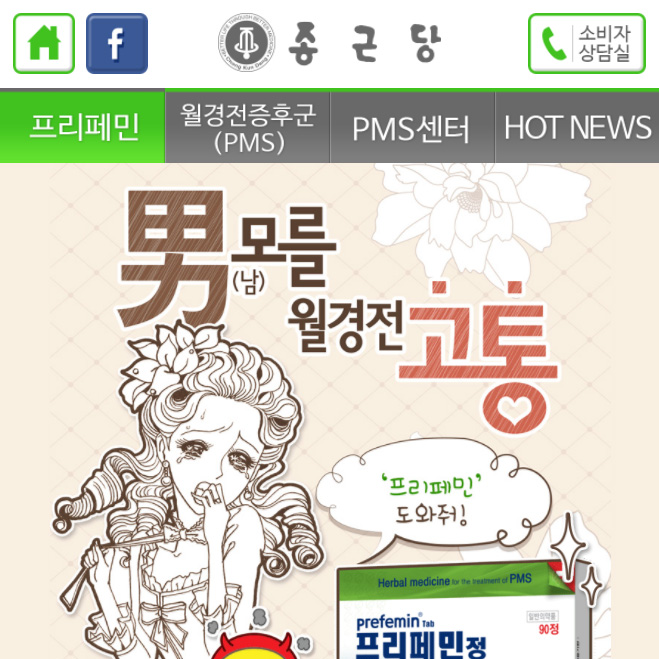 종근당
소비자
상담실
프리페민
월경전증후군
(PMS)
PMS센터
HOT NEWS
男모를
(남)
월경전고통
‘프리페민’
도와줘!
Herbal medicine for the treatment of PMS
prefemin® Tab
일반의약품
90정
프리페민정